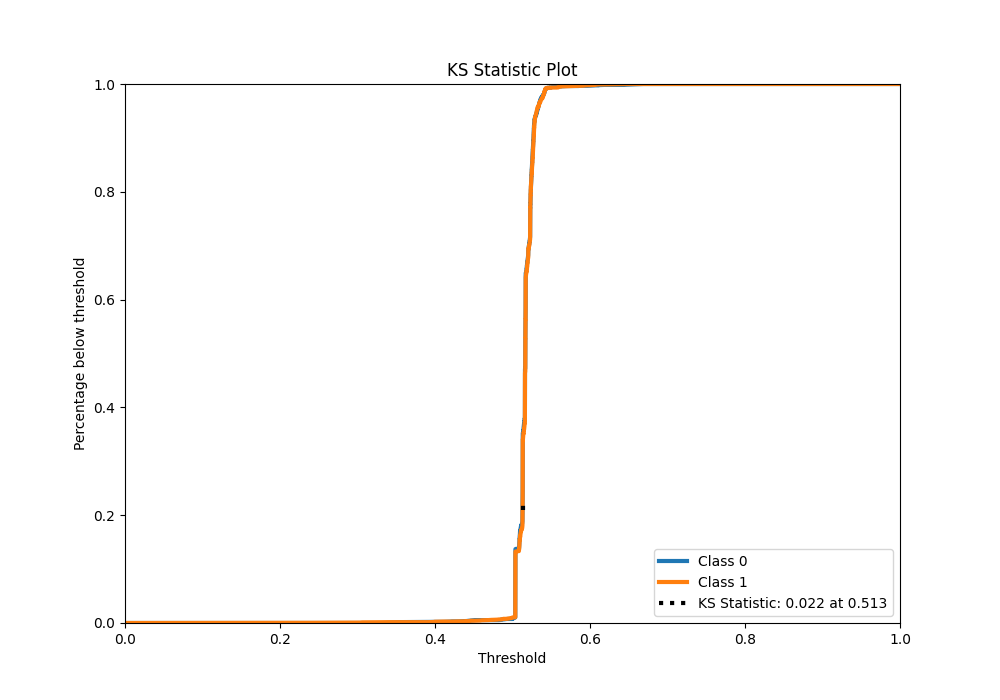 KS Statistic Plot
1.0
0.8
0.6
0.4
0.2
0.0
Percentage below threshold
Class 0
Class 1
KS Statistic: 0.022 at 0.513
0.0 0.2 0.4 0.6 0.8 1.0
Threshold